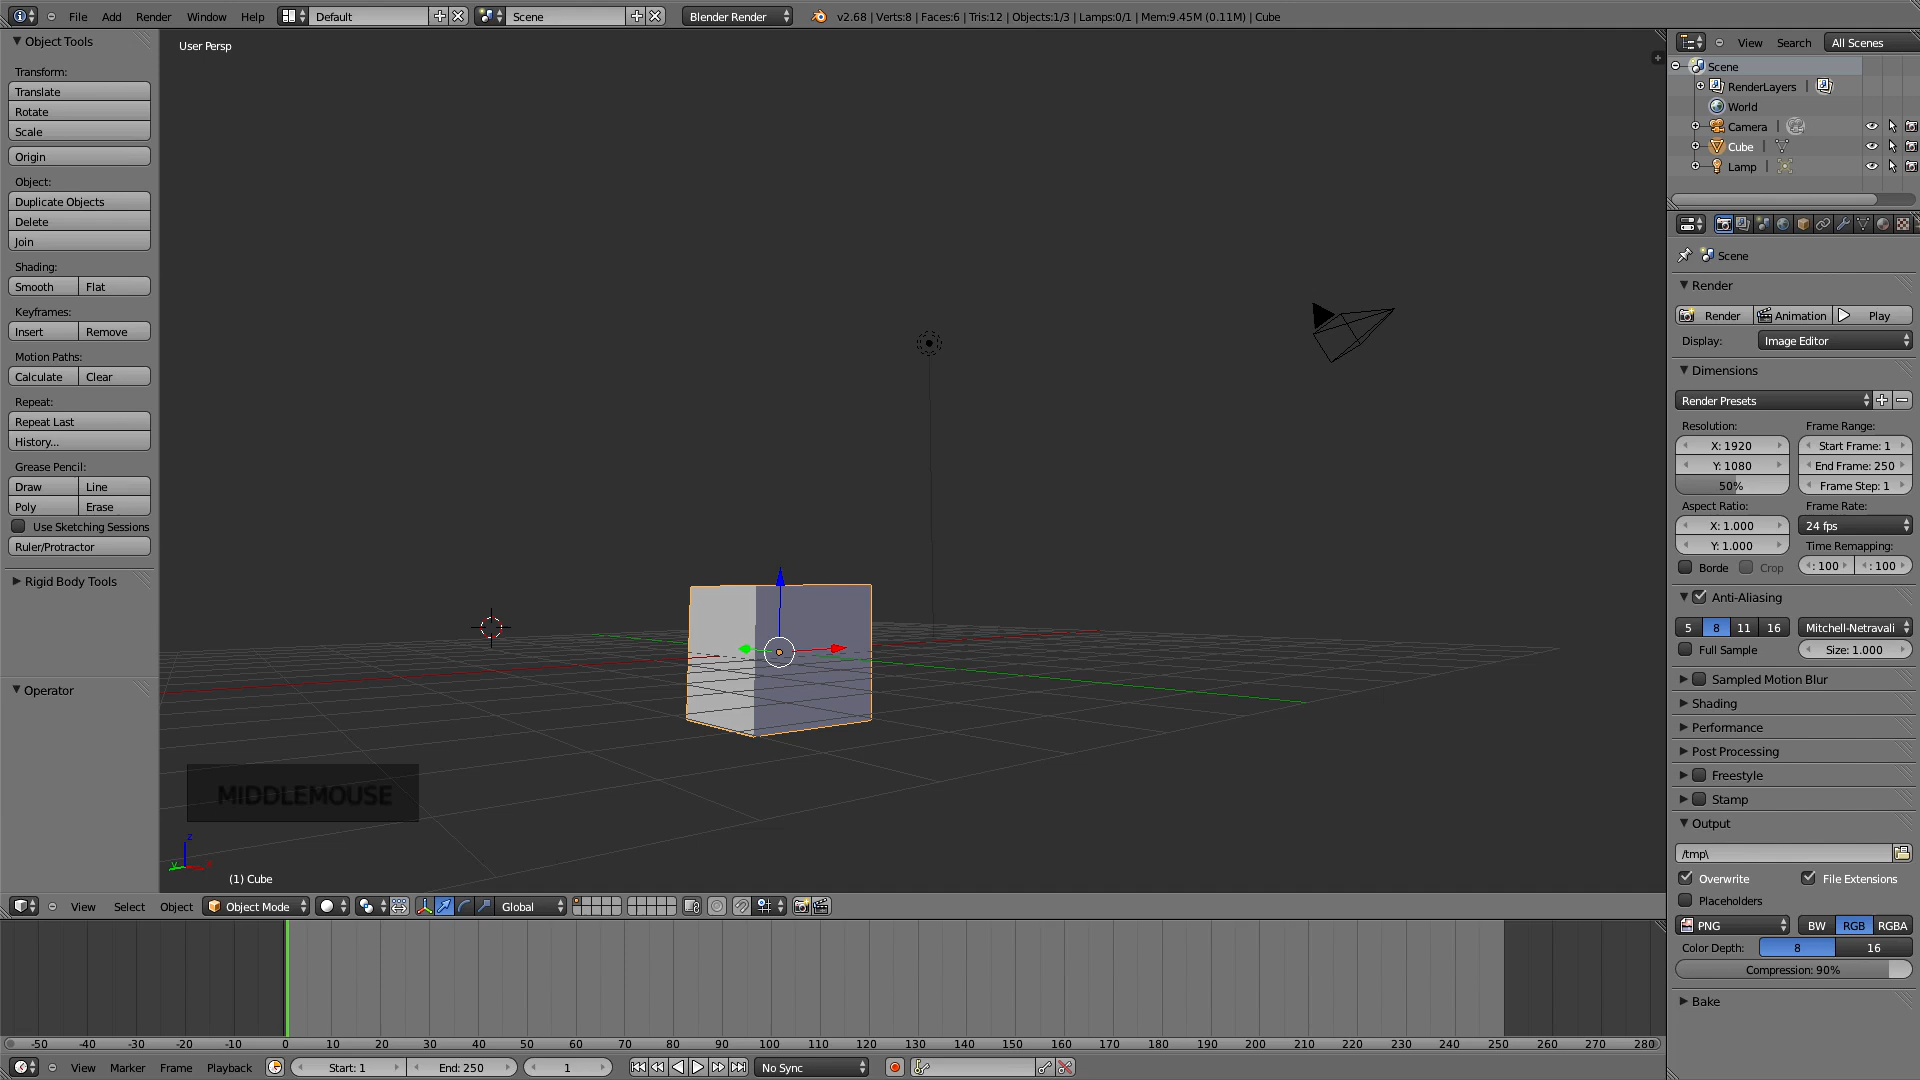 File Add Render Window Help Default Scene Blender Render v2.68 | Verts:8 | Faces:6 | Tris:12 | Objects:1/3 | Lamps:0/1 | Mem:9.45M (0.11M) | Cube
Object Tools
Transform:
Translate
Rotate
Scale
Origin
Object:
Duplicate Objects
Delete
Join
Shading:
Smooth Flat
Keyframes:
Insert Remove
Motion Paths:
Calculate Clear
Repeat:
Repeat Last
History...
Grease Pencil:
Draw Line
Poly Erase
Use Sketching Sessions
Ruler/Protractor
Rigid Body Tools
Operator
User Persp
MIDDLEMOUSE
z
y x
(1) Cube
View Select Object Object Mode Global
-50 -40 -30 -20 -10 0 10 20 30 40 50 60 70 80 90 100 110 120 130 140 150 160 170 180 190 200 210 220 230 240 250 260 270 280
View Marker Frame Playback Start: 1 End: 250 1 No Sync
View Search All Scenes
Scene
RenderLayers |
World
Camera |
Cube |
Lamp |
Scene
Render
Render Animation Play
Display: Image Editor
Dimensions
Render Presets
Resolution: Frame Range:
X: 1920 Start Frame: 1
Y: 1080 End Frame: 250
50% Frame Step: 1
Aspect Ratio: Frame Rate:
X: 1.000 24 fps
Y: 1.000 Time Remapping:
Borde Crop : 100 : 100
Anti-Aliasing
5 8 11 16 Mitchell-Netravali
Full Sample Size: 1.000
Sampled Motion Blur
Shading
Performance
Post Processing
Freestyle
Stamp
Output
/tmp\
Overwrite File Extensions
Placeholders
PNG BW RGB RGBA
Color Depth: 8 16
Compression: 90%
Bake